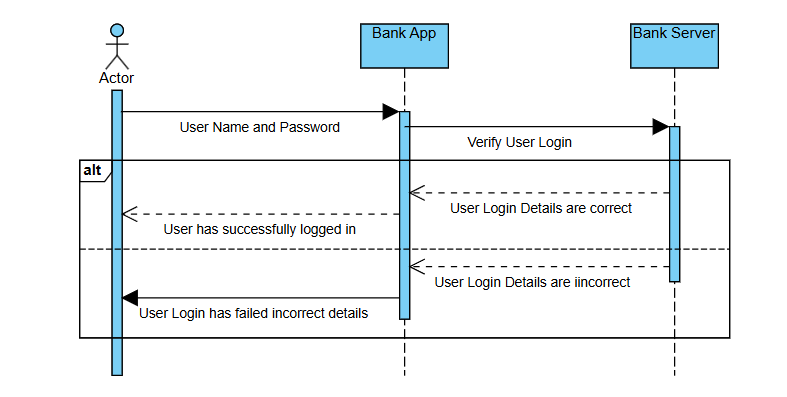 Bank App
Bank Server
Actor
User Name and Password
Verify User Login
alt
User Login Details are correct
User has successfully logged in
User Login Details are iincorrect
User Login has failed incorrect details